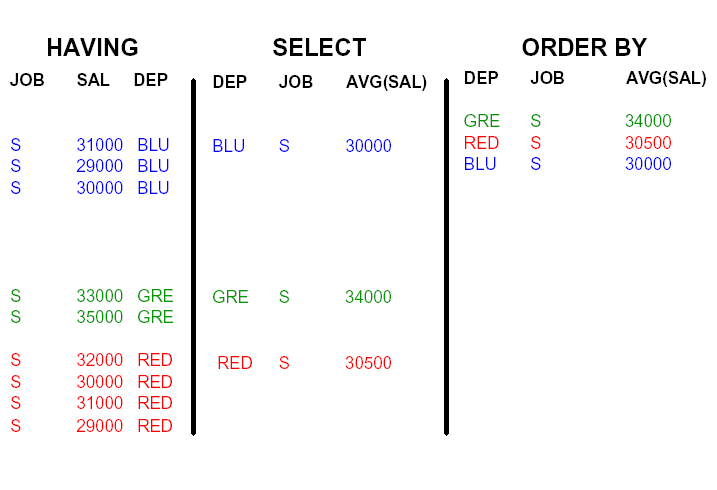 HAVING
JOB SAL DEP
S 31000 BLU
S 29000 BLU
S 30000 BLU
S 33000 GRE
S 35000 GRE
S 32000 RED
S 30000 RED
S 31000 RED
S 29000 RED
SELECT
DEP JOB AVG(SAL)
BLU S 30000
GRE S 34000
RED S 30500
ORDER BY
DEP JOB AVG(SAL)
GRE S 34000
RED S 30500
BLU S 30000